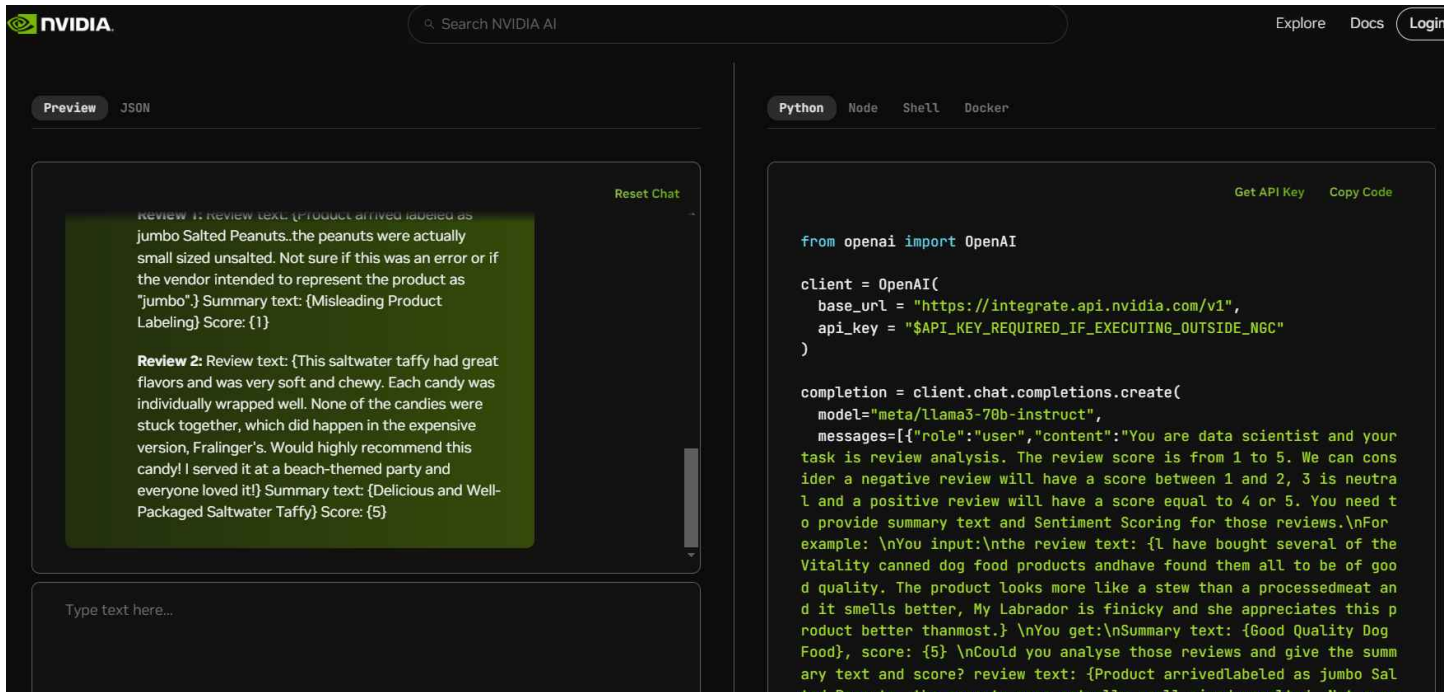 NVIDIA.
Search NVIDIA AI
Explore
Docs
Login
Preview
JSON
Reset Chat
Review 1: Review text: {Product arrived labeled as
jumbo Salted Peanuts..the peanuts were actually
small sized unsalted. Not sure if this was an error or if
the vendor intended to represent the product as
"jumbo".} Summary text: {Misleading Product
Labeling} Score: {1}
Review 2: Review text: {This saltwater taffy had great
flavors and was very soft and chewy. Each candy was
individually wrapped well. None of the candies were
stuck together, which did happen in the expensive
version, Fralinger's. Would highly recommend this
candy! I served it at a beach-themed party and
everyone loved it!} Summary text: {Delicious and Well-
Packaged Saltwater Taffy} Score: {5}
Type text here...
Python
Node
Shell
Docker
Get API Key
Copy Code
from openai import OpenAI
client = OpenAI(
base_url = "https://integrate.api.nvidia.com/v1",
api_key = "$API_KEY_REQUIRED_IF_EXECUTING_OUTSIDE_NGC"
)
completion = client.chat.completions.create(
model="meta/llama3-70b-instruct",
messages=[{"role":"user","content":"You are data scientist and your
task is review analysis. The review score is from 1 to 5. We can cons
ider a negative review will have a score between 1 and 2, 3 is neutra
l and a positive review will have a score equal to 4 or 5. You need t
o provide summary text and Sentiment Scoring for those reviews.\nFor
example: \nYou input:\nthe review text: {l have bought several of the
Vitality canned dog food products andhave found them all to be of goo
d quality. The product looks more like a stew than a processedmeat an
d it smells better, My Labrador is finicky and she appreciates this p
roduct better thanmost.} \nYou get:\nSummary text: {Good Quality Dog
Food}, score: {5} \nCould you analyse those reviews and give the summ
ary text and score? review text: {Product arrivedlabeled as jumbo Sal